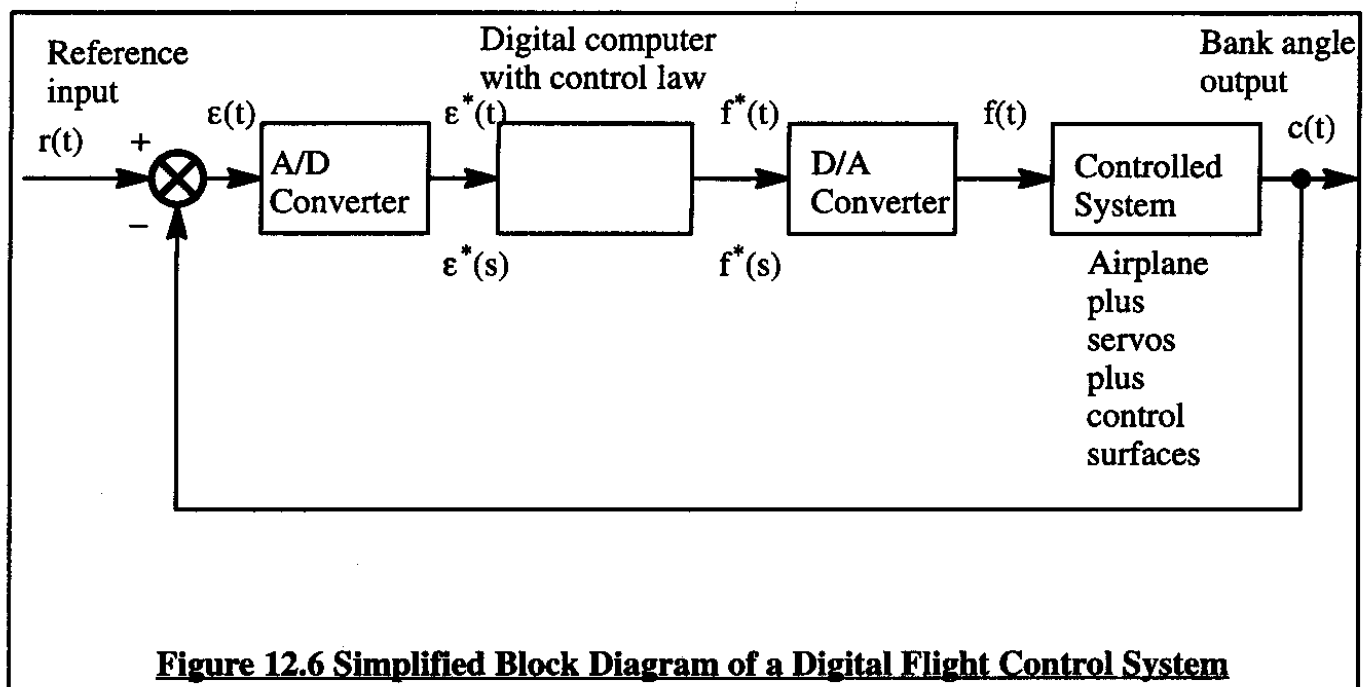 Reference
input
r(t)
+
−
ε(t)
A/D
Converter
ε*(t)
ε*(s)
Digital computer
with control law
f*(t)
f*(s)
D/A
Converter
f(t)
Controlled
System
Airplane
plus
servos
plus
control
surfaces
Bank angle
output
c(t)
Figure 12.6 Simplified Block Diagram of a Digital Flight Control System